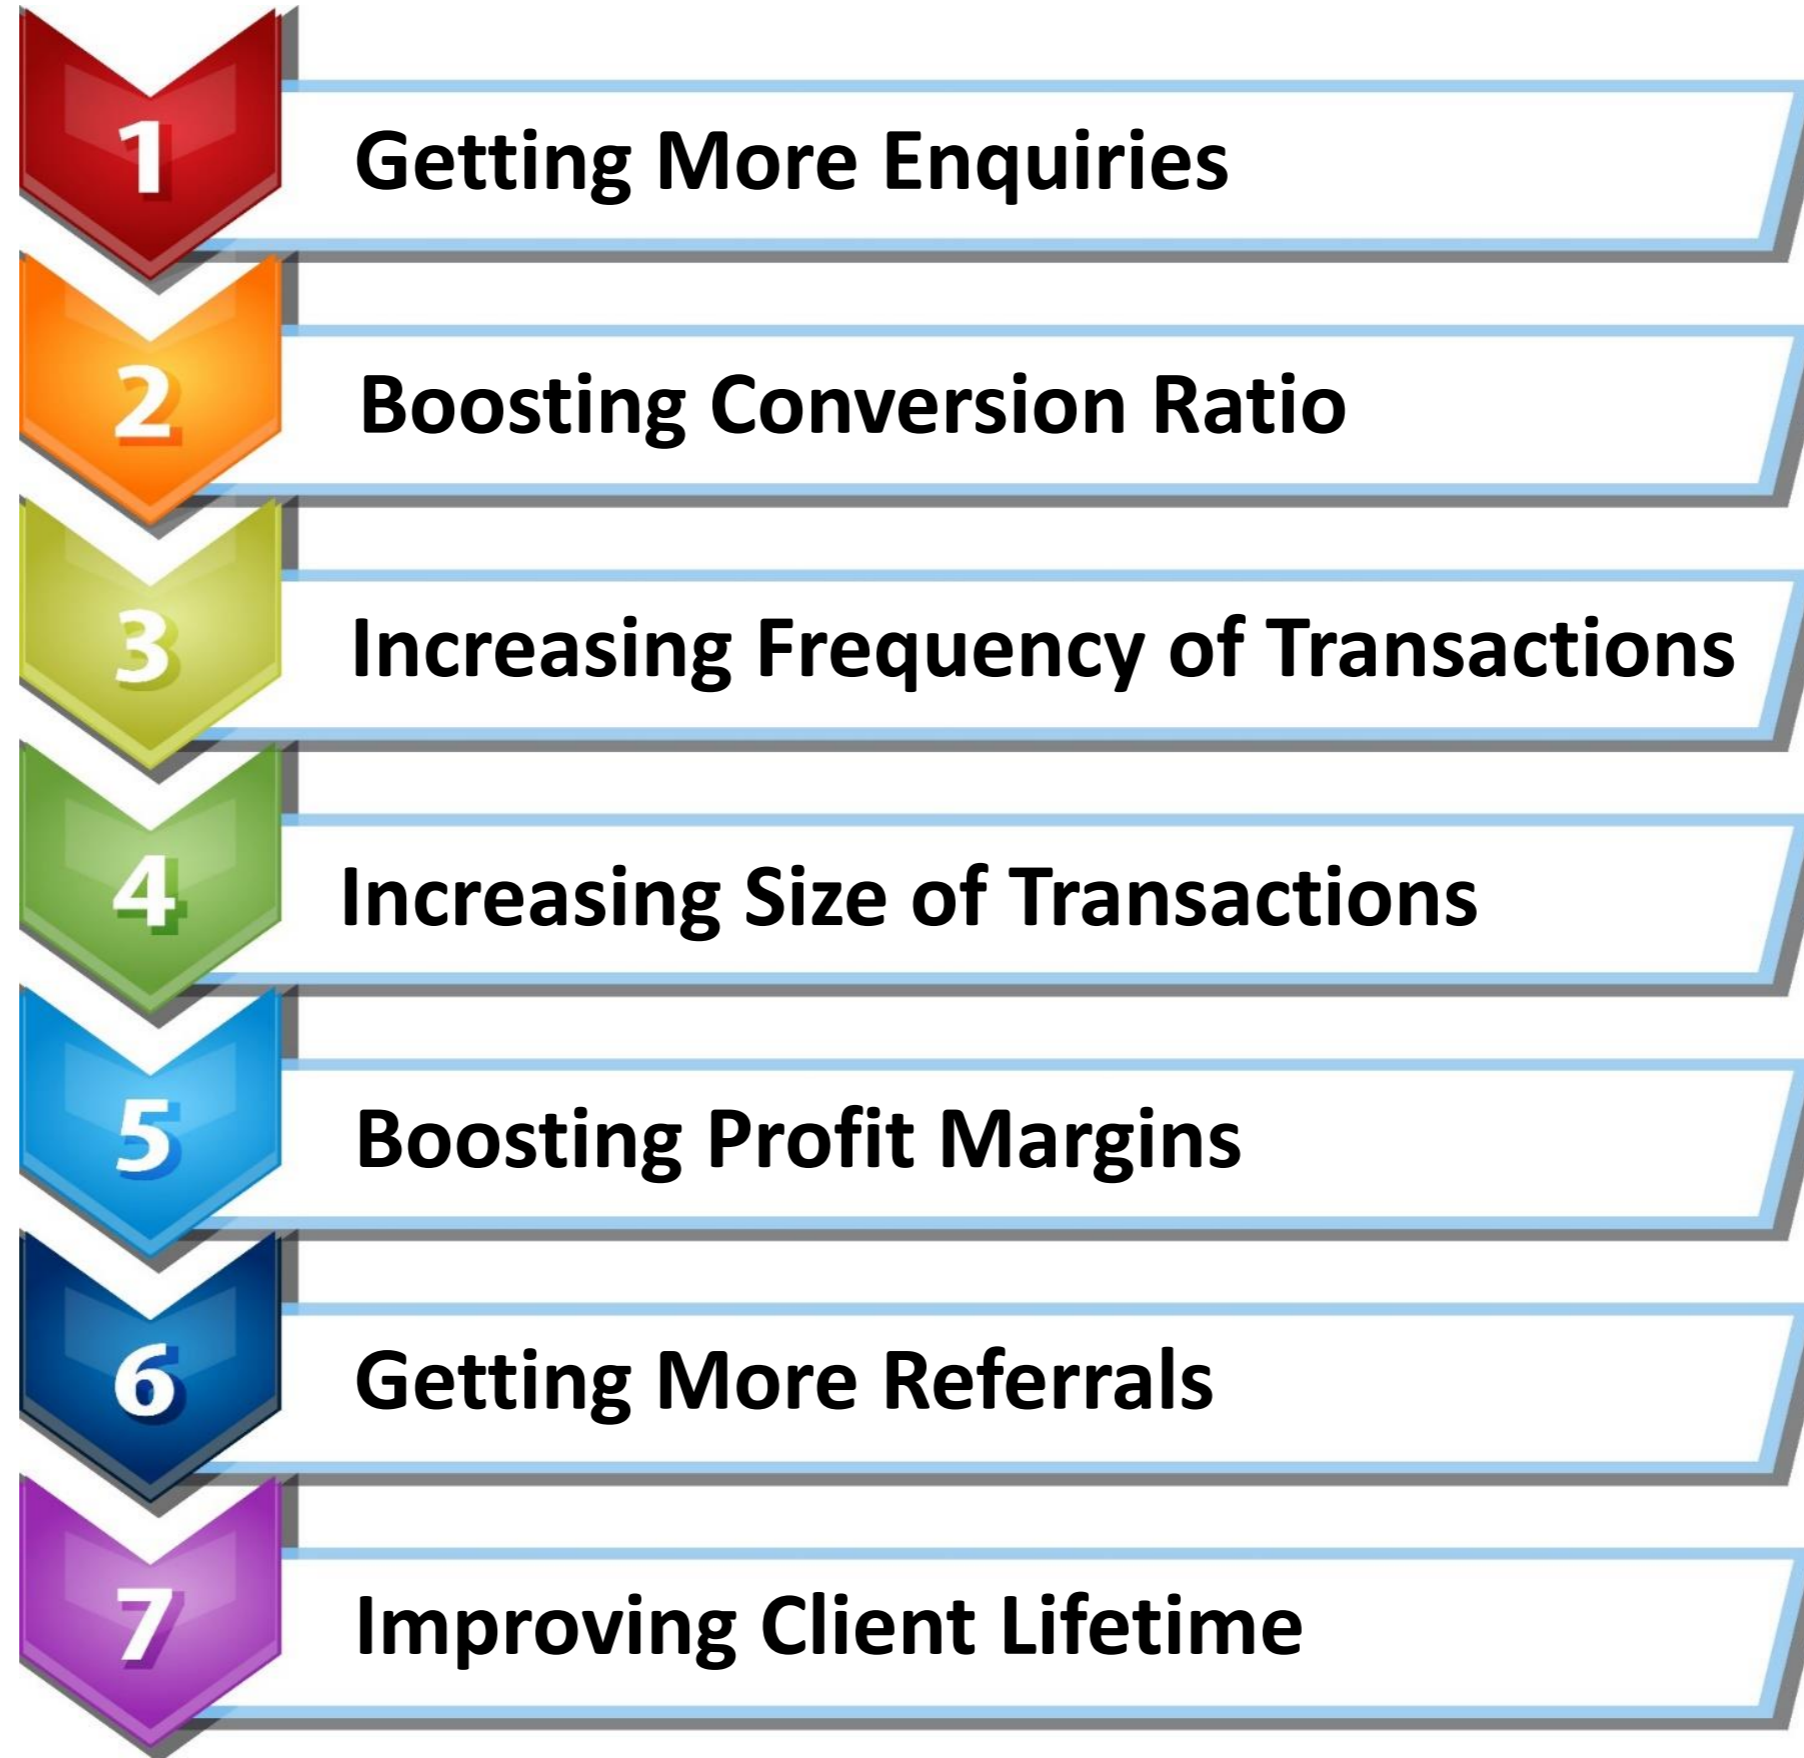 1 Getting More Enquiries
2 Boosting Conversion Ratio
3 Increasing Frequency of Transactions
4 Increasing Size of Transactions
5 Boosting Profit Margins
6 Getting More Referrals
7 Improving Client Lifetime